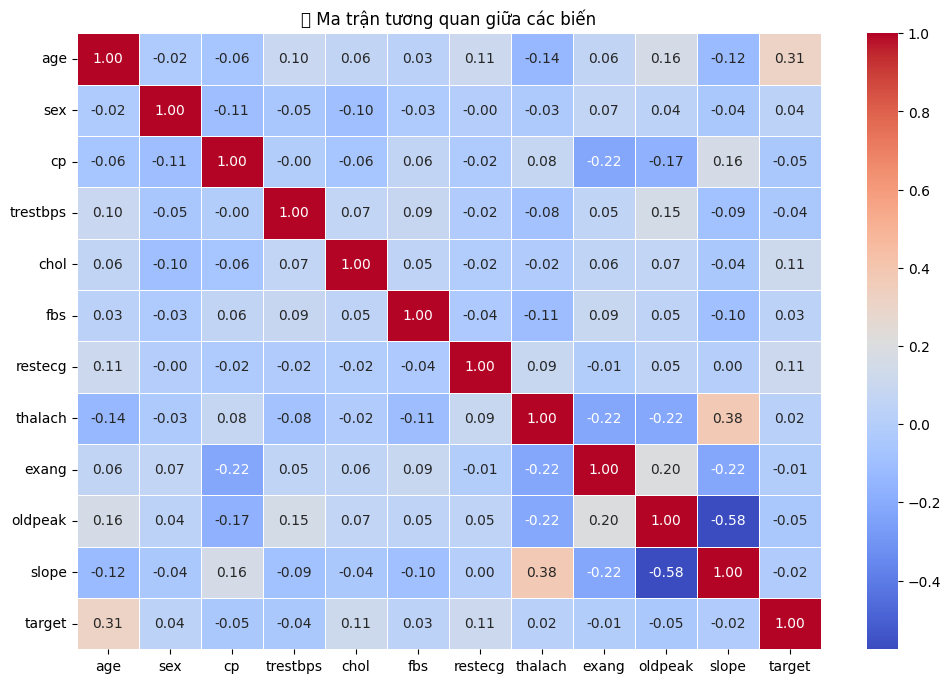 Ma trận tương quan giữa các biến
age 1.00 -0.02 -0.06 0.10 0.06 0.03 0.11 -0.14 0.06 0.16 -0.12 0.31
sex -0.02 1.00 -0.11 -0.05 -0.10 -0.03 -0.00 -0.03 0.07 0.04 -0.04 0.04
cp -0.06 -0.11 1.00 -0.00 -0.06 0.06 -0.02 0.08 -0.22 -0.17 0.16 -0.05
trestbps 0.10 -0.05 -0.00 1.00 0.07 0.09 -0.02 -0.08 0.05 0.15 -0.09 -0.04
chol 0.06 -0.10 -0.06 0.07 1.00 0.05 -0.02 -0.02 0.06 0.07 -0.04 0.11
fbs 0.03 -0.03 0.06 0.09 0.05 1.00 -0.04 -0.11 0.09 0.05 -0.10 0.03
restecg 0.11 -0.00 -0.02 -0.02 -0.02 -0.04 1.00 0.09 -0.01 0.05 0.00 0.11
thalach -0.14 -0.03 0.08 -0.08 -0.02 -0.11 0.09 1.00 -0.22 -0.22 0.38 0.02
exang 0.06 0.07 -0.22 0.05 0.06 0.09 -0.01 -0.22 1.00 0.20 -0.22 -0.01
oldpeak 0.16 0.04 -0.17 0.15 0.07 0.05 0.05 -0.22 0.20 1.00 -0.58 -0.05
slope -0.12 -0.04 0.16 -0.09 -0.04 -0.10 0.00 0.38 -0.22 -0.58 1.00 -0.02
target 0.31 0.04 -0.05 -0.04 0.11 0.03 0.11 0.02 -0.01 -0.05 -0.02 1.00
age sex cp trestbps chol fbs restecg thalach exang oldpeak slope target
1.0
0.8
0.6
0.4
0.2
0.0
−0.2
−0.4